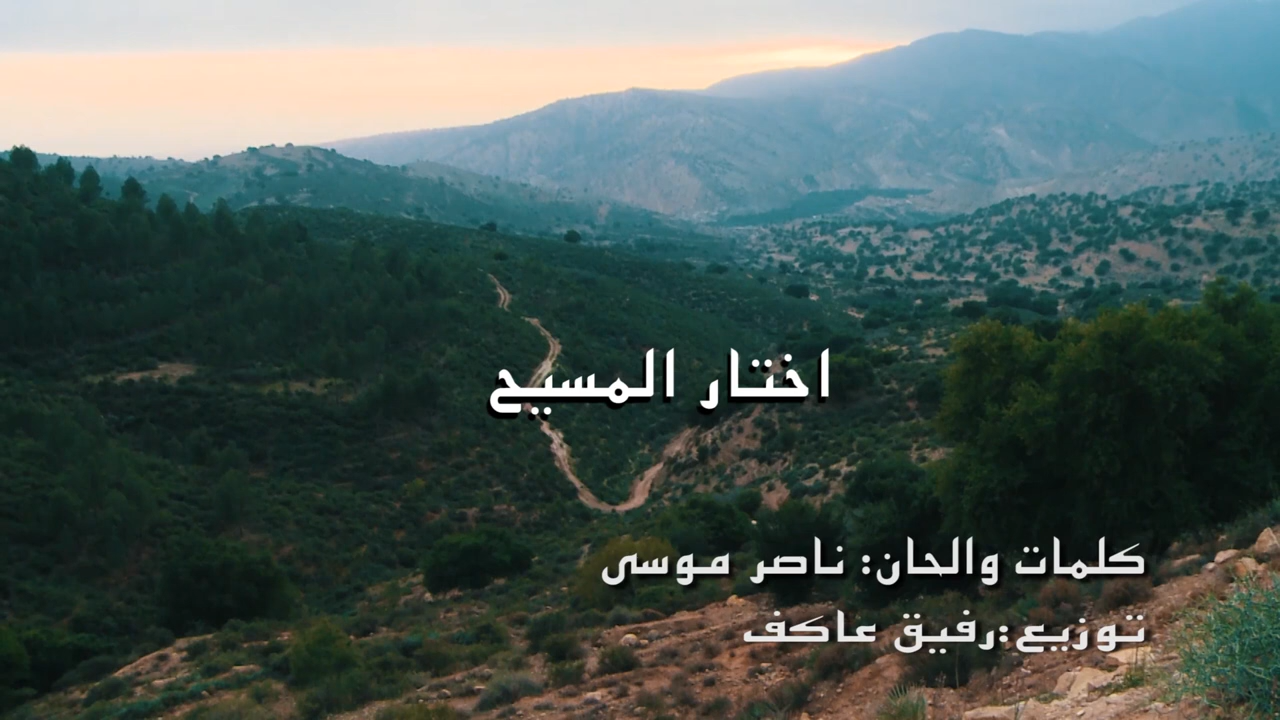 اختار المسيح
كلمات والحان: ناصر موسى
توزيع:رفيق عاكف